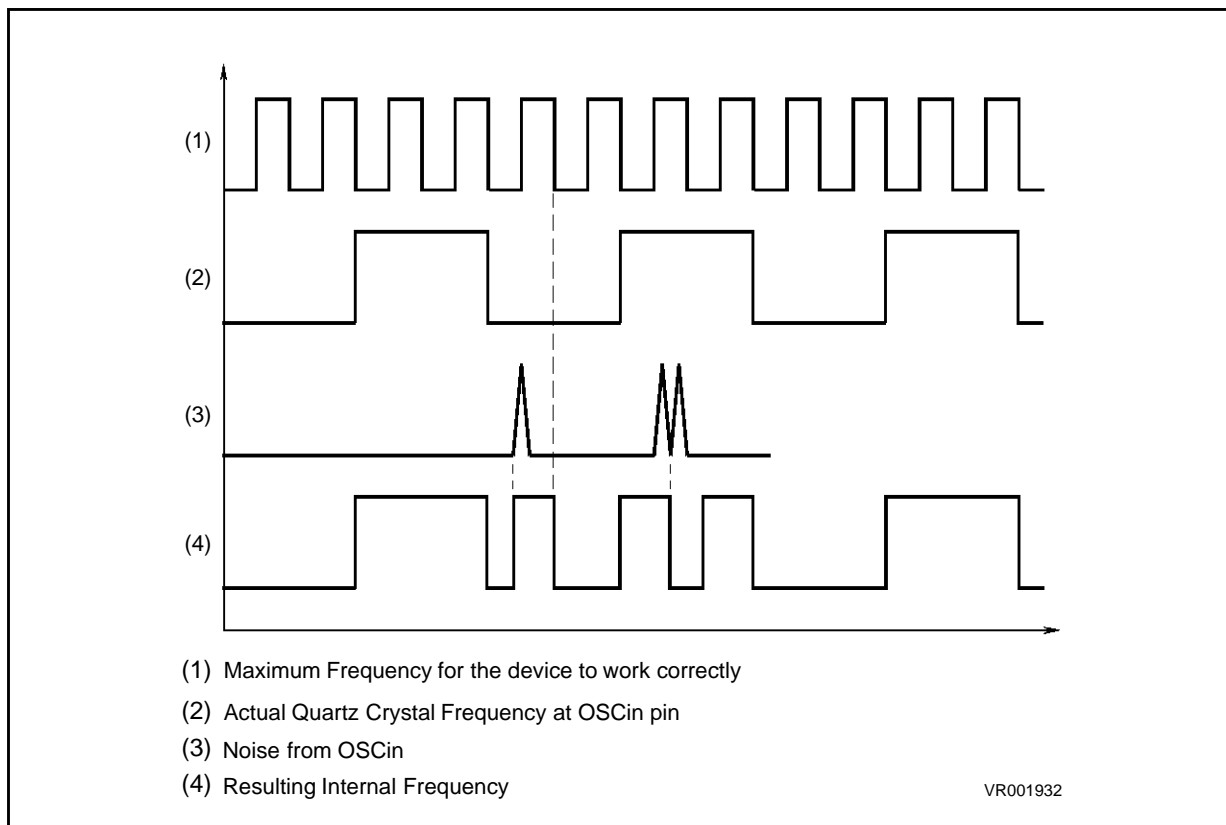 (1)
(2)
(3)
(4)
(1) Maximum Frequency for the device to work correctly
(2) Actual Quartz Crystal Frequency at OSCin pin
(3) Noise from OSCin
(4) Resulting Internal Frequency
VR001932